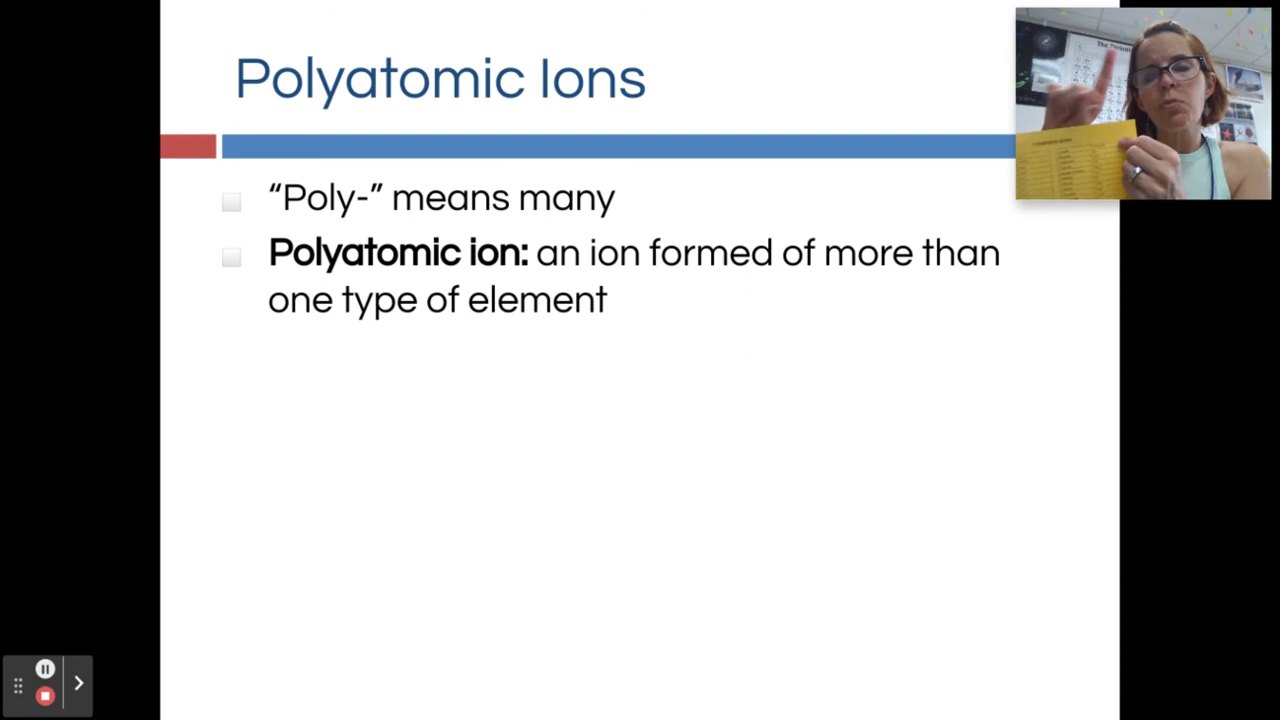 Polyatomic Ions
“Poly-” means many
Polyatomic ion: an ion formed of more than
one type of element